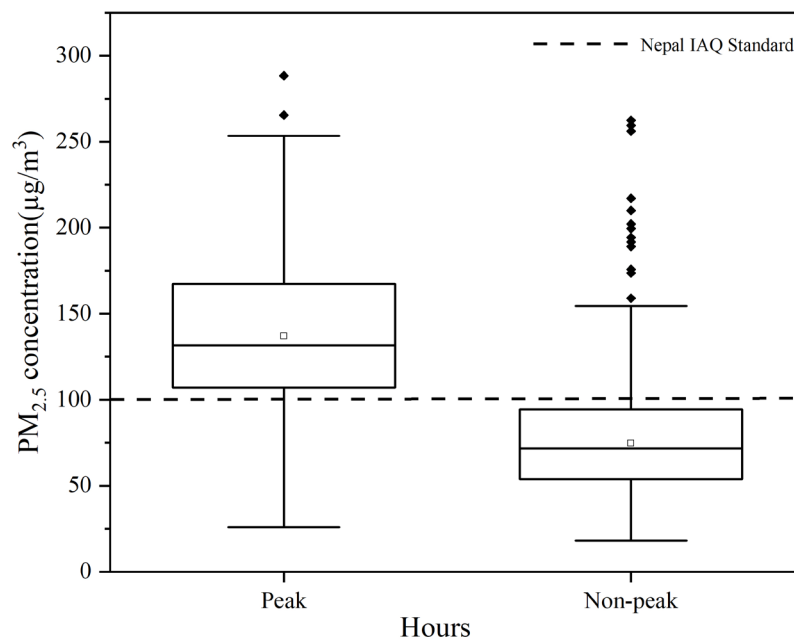 Nepal IAQ Standard
300
250
200
150
100
50
0
PM2.5 concentration(µg/m³)
Peak
Non-peak
Hours